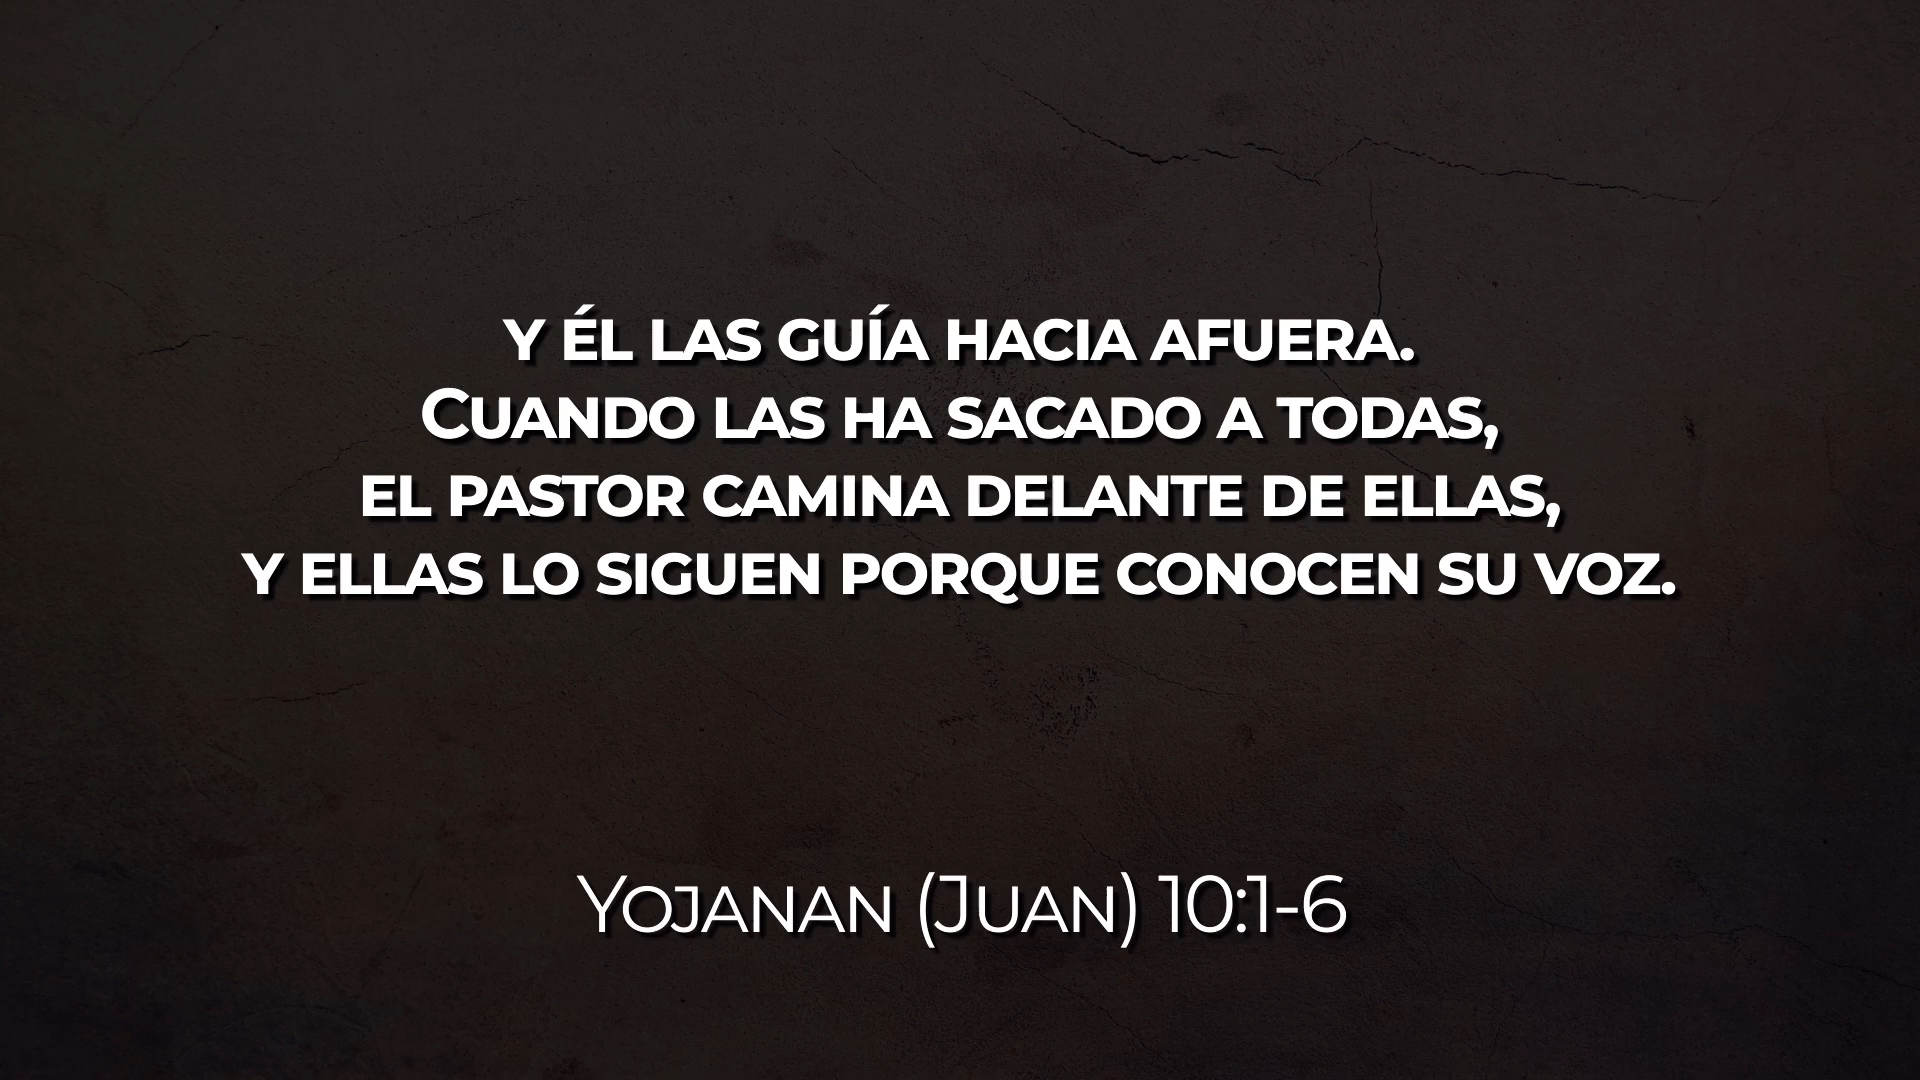 Y ÉL LAS GUÍA HACIA AFUERA.
CUANDO LAS HA SACADO A TODAS,
EL PASTOR CAMINA DELANTE DE ELLAS,
Y ELLAS LO SIGUEN PORQUE CONOCEN SU VOZ.
YOJANAN (JUAN) 10:1-6